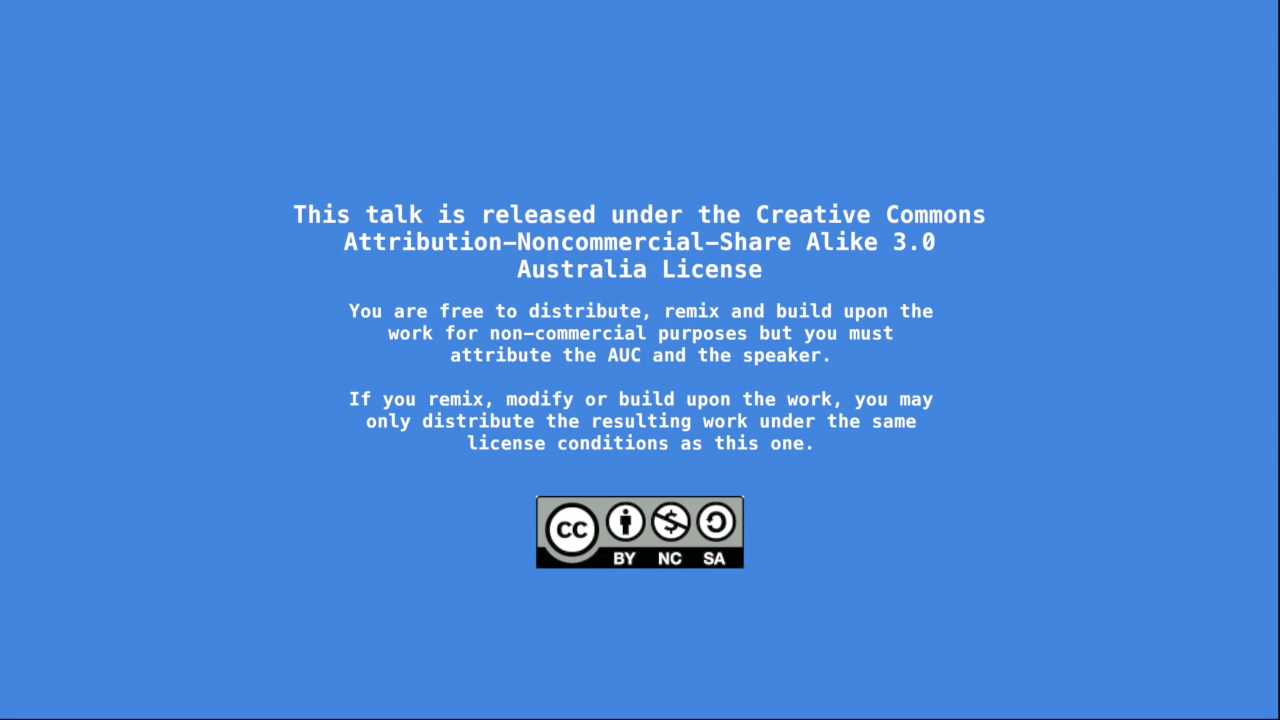 This talk is released under the Creative Commons
Attribution-Noncommercial-Share Alike 3.0
Australia License
You are free to distribute, remix and build upon the
work for non-commercial purposes but you must
attribute the AUC and the speaker.
If you remix, modify or build upon the work, you may
only distribute the resulting work under the same
license conditions as this one.
CC
BY NC SA